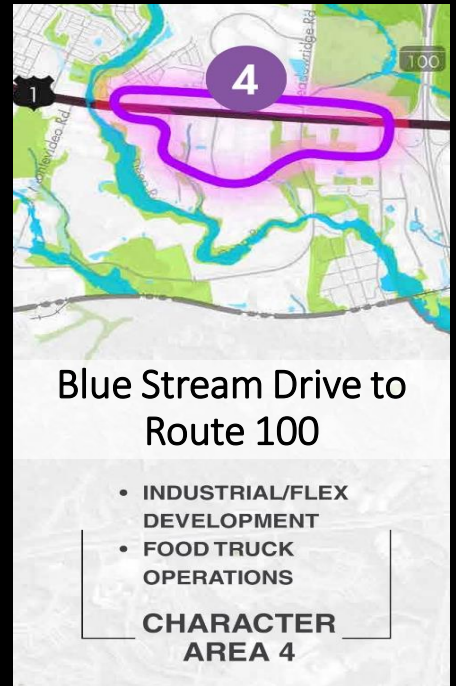 4
100
1
Blue Stream Drive to
Route 100
• INDUSTRIAL/FLEX
DEVELOPMENT
• FOOD TRUCK
OPERATIONS
CHARACTER
AREA 4